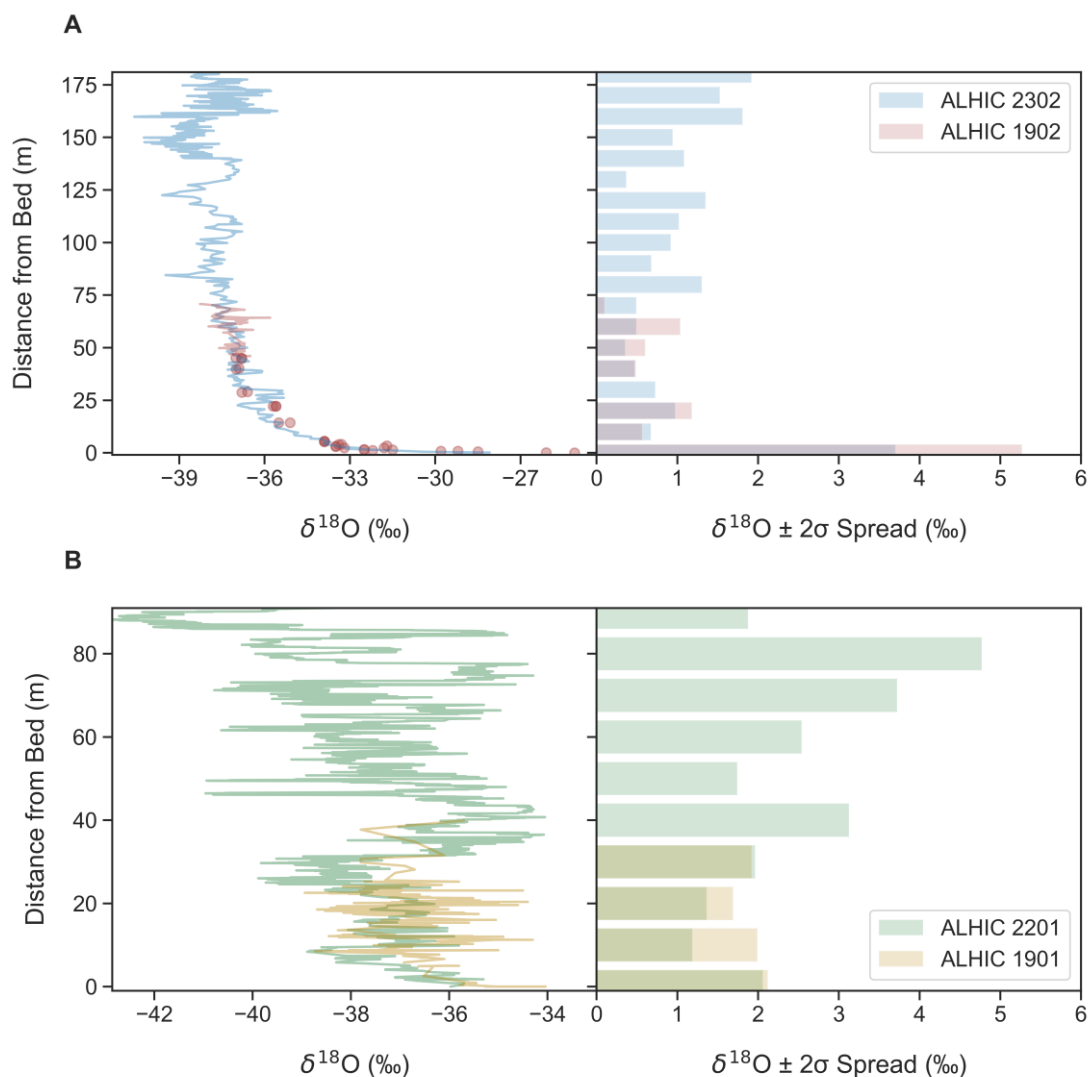 A
Distance from Bed (m)
175
150
125
100
75
50
25
0
−39 −36 −33 −30 −27
δ¹⁸O (‰)
ALHIC 2302
ALHIC 1902
0 1 2 3 4 5 6
δ¹⁸O ± 2σ Spread (‰)
B
Distance from Bed (m)
80
60
40
20
0
−42 −40 −38 −36 −34
δ¹⁸O (‰)
ALHIC 2201
ALHIC 1901
0 1 2 3 4 5 6
δ¹⁸O ± 2σ Spread (‰)